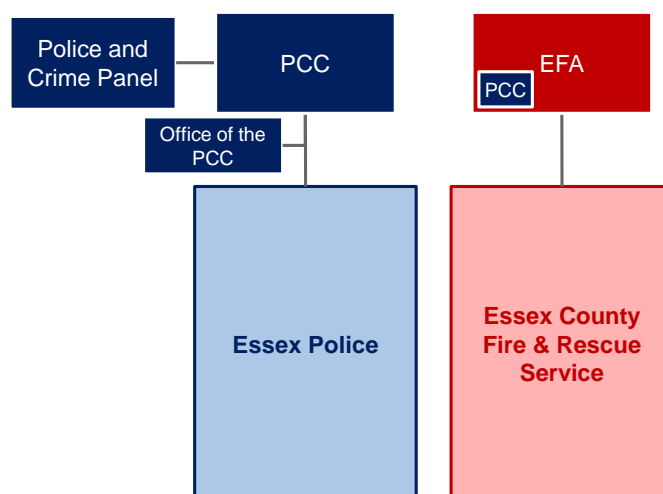 Police and
Crime Panel
PCC
EFA
PCC
Office of the
PCC
Essex Police
Essex County
Fire & Rescue
Service